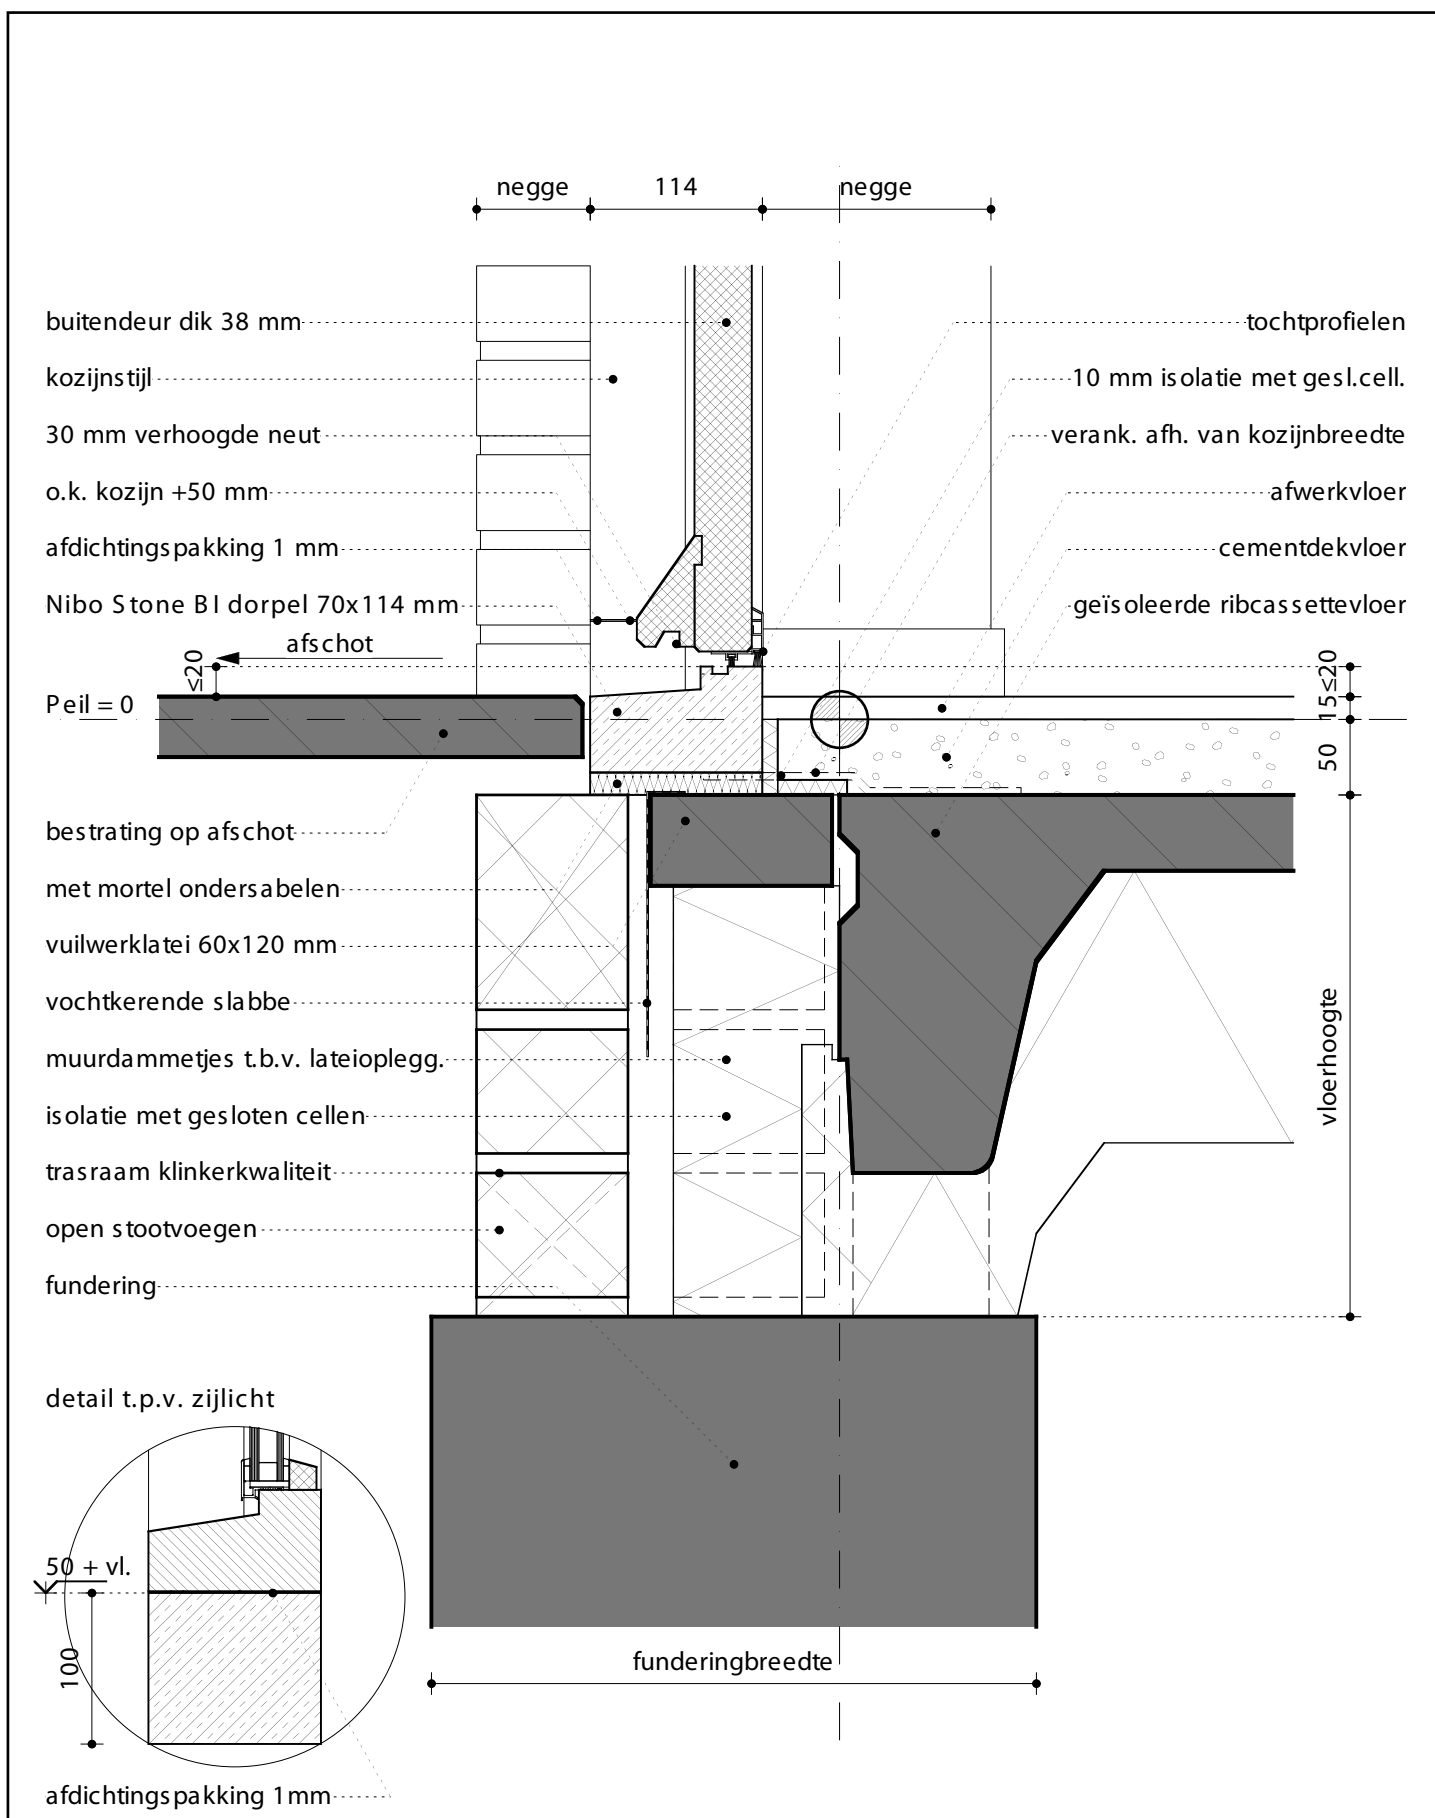 negge
114
negge
buitendeur dik 38 mm
tochtprofielen
kozijnstijl
10 mm isolatie met gesl.cell.
30 mm verhoogde neut
verank. afh. van kozijnbreedte
o.k. kozijn +50 mm
afwerkvloer
afdichtingspakking 1 mm
cementdekvloer
Nibo Stone BI dorpel 70x114 mm
geïsoleerde ribcassettevloer
afschot
≤20
≤20
Peil = 0
15
50
bestrating op afschot
met mortel ondersabelen
vuilwerklatei 60x120 mm
vochtkerende slabbe
muurdammetjes t.b.v. lateioplegg.
vloerhoogte
isolatie met gesloten cellen
trasraam klinkerkwaliteit
open stootvoegen
fundering
detail t.p.v. zijlicht
50 + vl.
100
funderingbreedte
afdichtingspakking 1mm